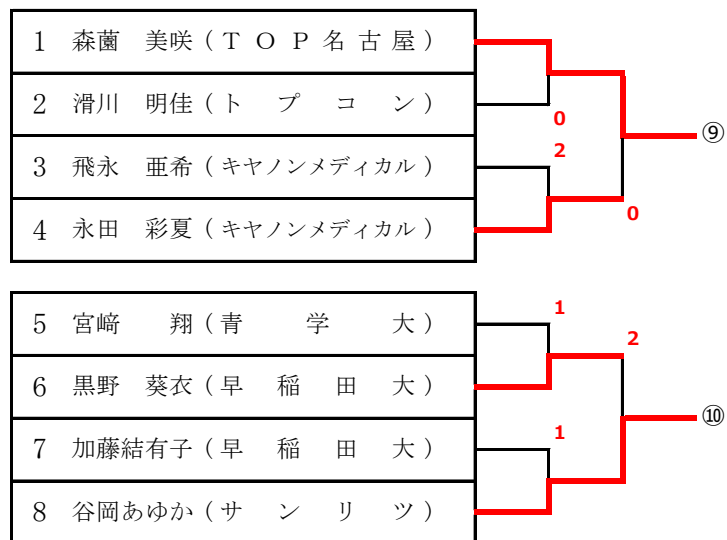 1 森薗 美咲(TOP名古屋)
2 滑川 明佳(トプコン)
0
⑨
2
3 飛永 亜希(キヤノンメディカル)
4 永田 彩夏(キヤノンメディカル)
0
5 宮﨑 翔(青学大)
1
2
6 黒野 葵衣(早稲田大)
⑩
7 加藤結有子(早稲田大)
1
8 谷岡あゆか(サンリツ)